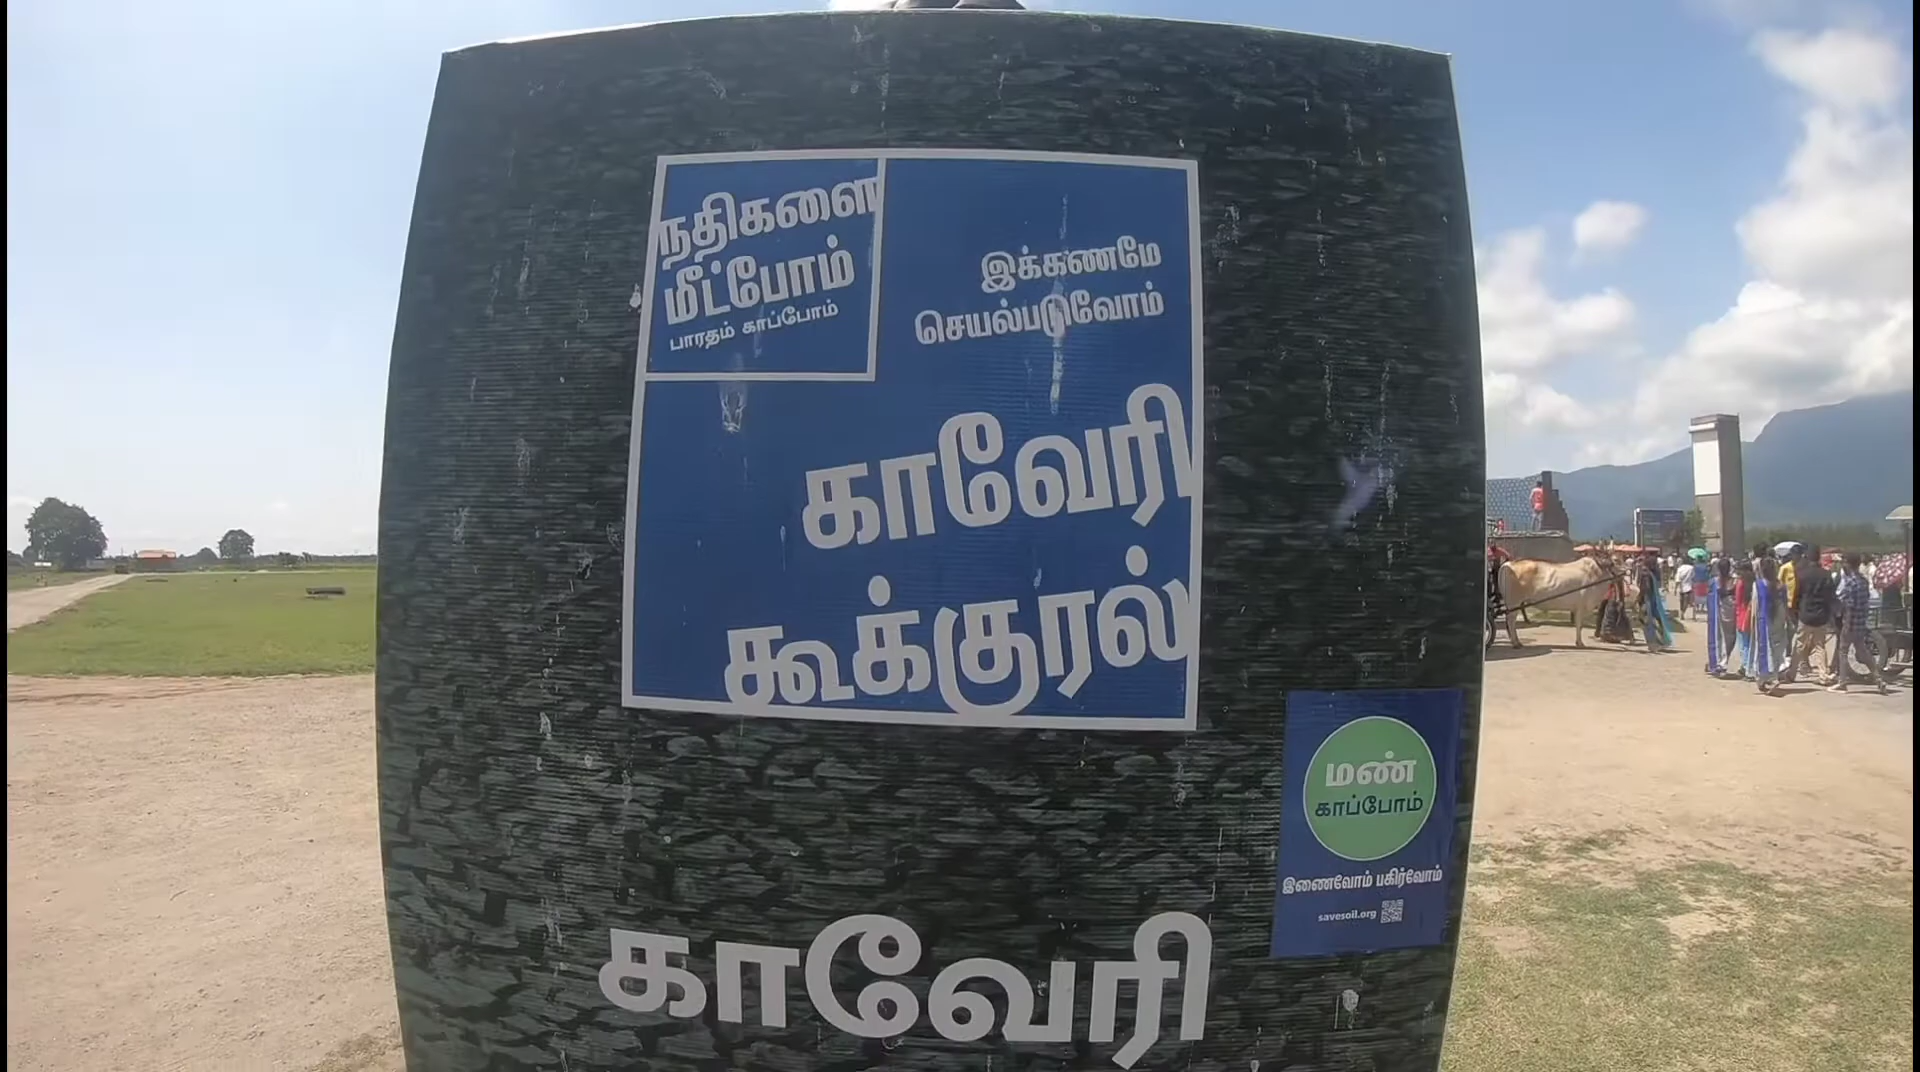 நதிகளை
மீட்போம்
பாரதம் காப்போம்
இக்கணமே
செயல்படுவோம்
காவேரி
கூக்குரல்
மண்
காப்போம்
இணைவோம் பகிர்வோம்
savesoil.org
காவேரி